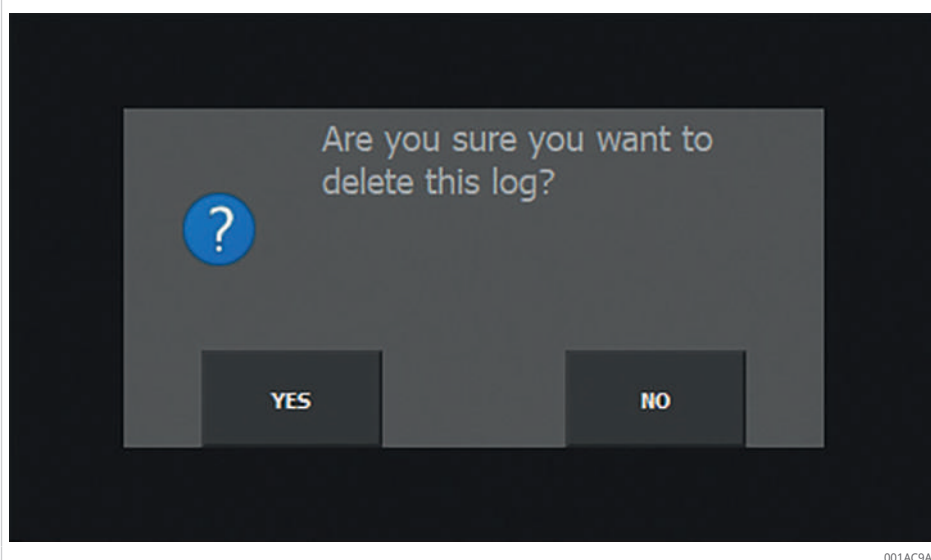 Are you sure you want to
delete this log?
?
YES
NO
001AC9A